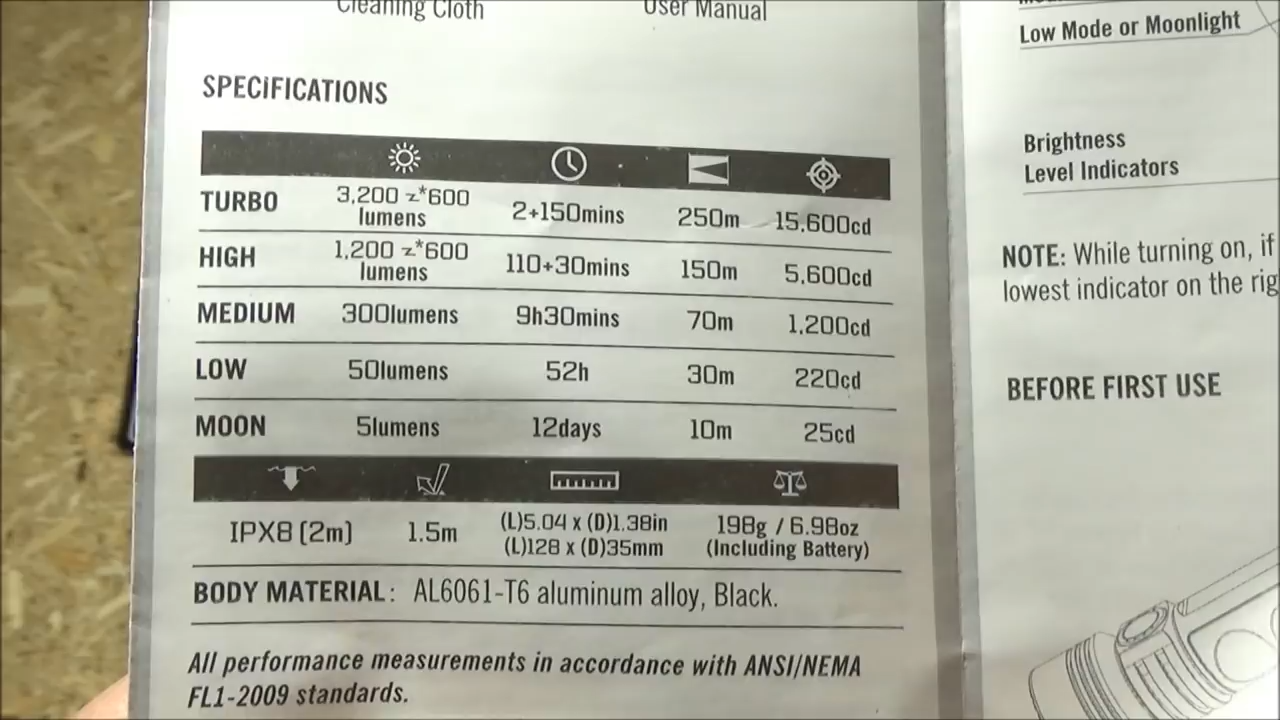 Cleaning Cloth
User Manual
SPECiFICATIONS
TURBO 3,200 z*600 lumens 2+150mins 250m 15,600cd
HIGH 1,200 z*600 lumens 110+30mins 150m 5,600cd
MEDIUM 300lumens 9h30mins 70m 1,200cd
LOW 50lumens 52h 30m 220cd
MOON 5lumens 12days 10m 25cd
IPX8 (2m) 1.5m (L)5.04 x (D)1.38in 198g / 6.98oz
(L)128 x (D)35mm (Including Battery)
BODY MATERIAL: AL6061-T6 aluminum alloy, Black.
All performance measurements in accordance with ANSI/NEMA
FL1-2009 standards.
Low Mode or Moonlight
Brightness
Level Indicators
NOTE: While turning on, if
lowest indicator on the rig
BEFORE FIRST USE